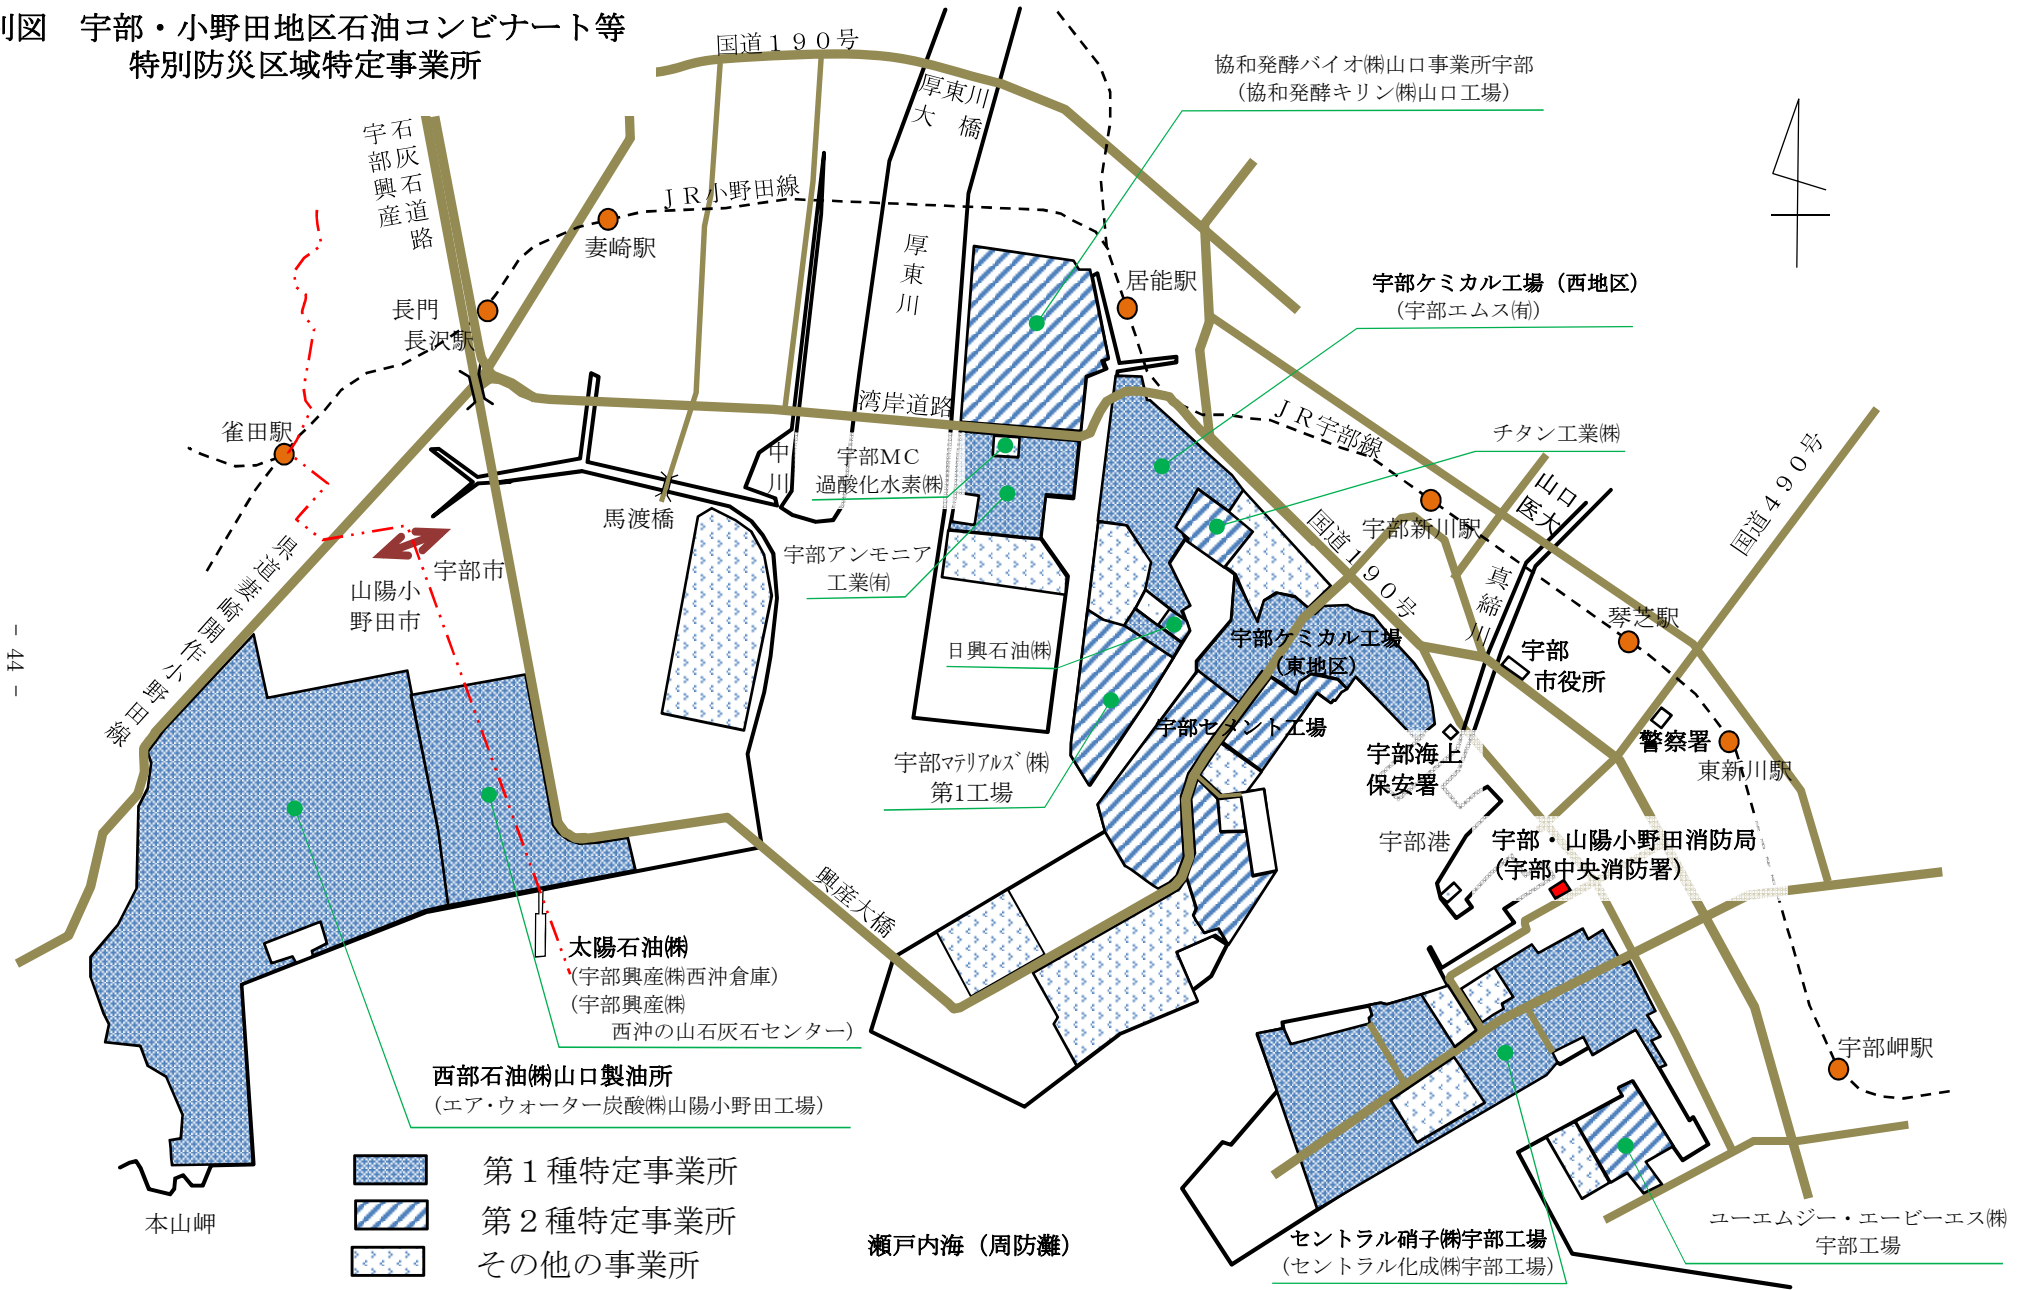 別図　宇部・小野田地区石油コンビナート等
特別防災区域特定事業所
国道１９０号
厚東川
大　橋
協和発酵バイオ㈱山口事業所宇部
（協和発酵キリン㈱山口工場）
石灰石道路
宇部興産
ＪＲ小野田線
妻崎駅
厚東川
長門
長沢駅
居能駅
宇部ケミカル工場（西地区）
（宇部エムス㈲）
雀田駅
湾岸道路
ＪＲ宇部線
チタン工業㈱
中川
宇部ＭＣ
過酸化水素㈱
馬渡橋
国道４９０号
山口
医大
宇部新川駅
国道１９０号
宇部アンモニア
工業㈲
県道妻崎開作小野田線
宇部市
山陽小
野田市
真締川
琴芝駅
日興石油㈱
宇部ケミカル工場
（東地区）
宇部
市役所
－ 44 －
宇部セメント工場
宇部海上
保安署
警察署
東新川駅
宇部ﾏﾃﾘｱﾙｽﾞ㈱
第1工場
宇部港
宇部・山陽小野田消防局
（宇部中央消防署）
興産大橋
太陽石油㈱
（宇部興産㈱西沖倉庫）
（宇部興産㈱
西沖の山石灰石センター）
宇部岬駅
西部石油㈱山口製油所
（エア・ウォーター炭酸㈱山陽小野田工場）
第１種特定事業所
第２種特定事業所
その他の事業所
本山岬
瀬戸内海（周防灘）
セントラル硝子㈱宇部工場
（セントラル化成㈱宇部工場）
ユーエムジー・エービーエス㈱
宇部工場